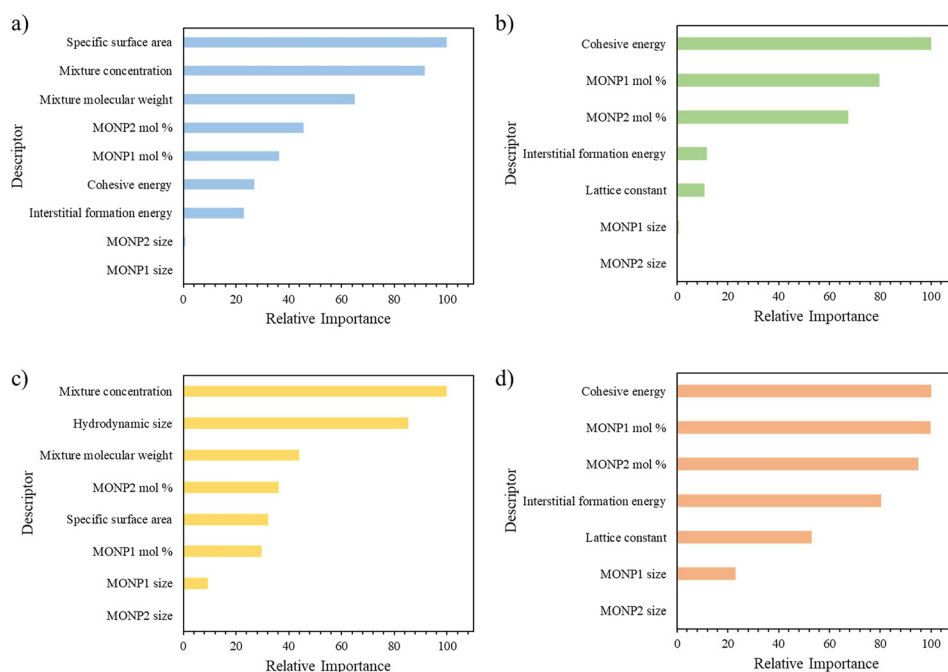 a)
Descriptor
Specific surface area
Mixture concentration
Mixture molecular weight
MONP2 mol %
MONP1 mol %
Cohesive energy
Interstitial formation energy
MONP2 size
MONP1 size
0 20 40 60 80 100
Relative Importance
b)
Descriptor
Cohesive energy
MONP1 mol %
MONP2 mol %
Interstitial formation energy
Lattice constant
MONP1 size
MONP2 size
0 20 40 60 80 100
Relative Importance
c)
Descriptor
Mixture concentration
Hydrodynamic size
Mixture molecular weight
MONP2 mol %
Specific surface area
MONP1 mol %
MONP1 size
MONP2 size
0 20 40 60 80 100
Relative Importance
d)
Descriptor
Cohesive energy
MONP1 mol %
MONP2 mol %
Interstitial formation energy
Lattice constant
MONP1 size
MONP2 size
0 20 40 60 80 100
Relative Importance